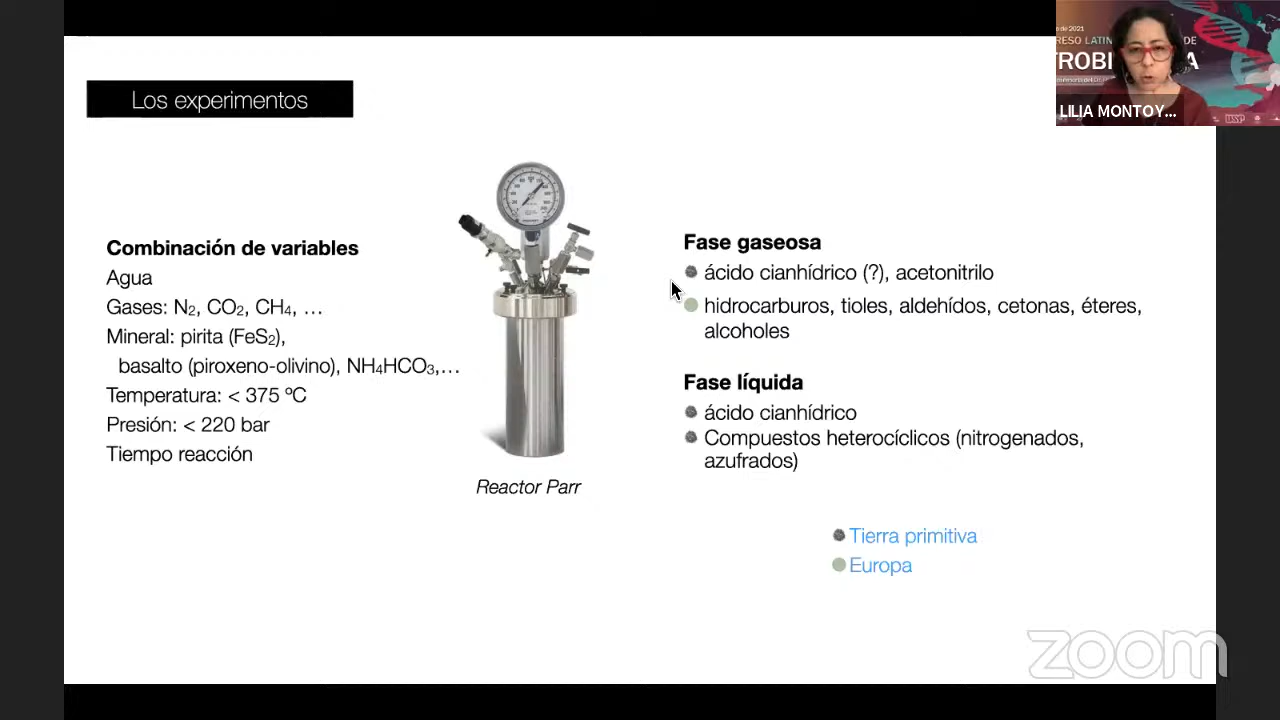 Los experimentos
Combinación de variables
Agua
Gases: N₂, CO₂, CH₄, …
Mineral: pirita (FeS₂),
basalto (piroxeno-olivino), NH₄HCO₃,…
Temperatura: < 375 ºC
Presión: < 220 bar
Tiempo reacción
Reactor Parr
Fase gaseosa
ácido cianhídrico (?), acetonitrilo
hidrocarburos, tioles, aldehídos, cetonas, éteres,
alcoholes
Fase líquida
ácido cianhídrico
Compuestos heterocíclicos (nitrogenados,
azufrados)
Tierra primitiva
Europa
LILIA MONTOY...
zoom